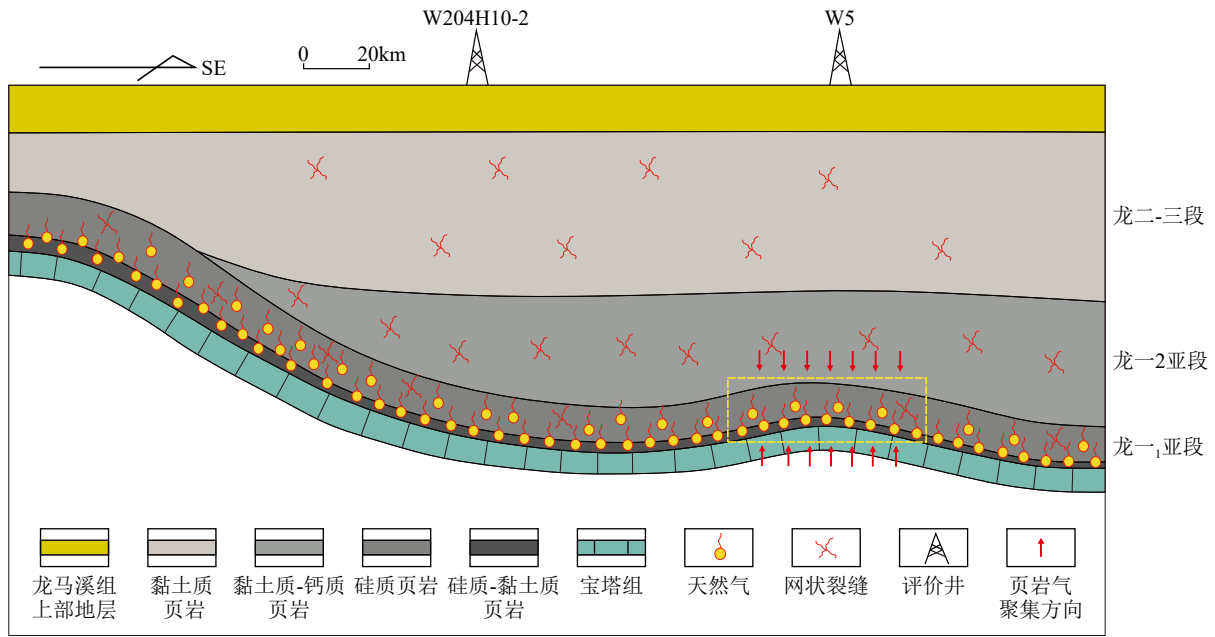 W204H10-2
W5
SE
0 20km
龙二-三段
龙一2亚段
龙一₁亚段
龙马溪组
上部地层
黏土质
页岩
黏土质-钙质
页岩
硅质页岩
硅质-黏土质
页岩
宝塔组
天然气
网状裂缝
评价井
页岩气
聚集方向